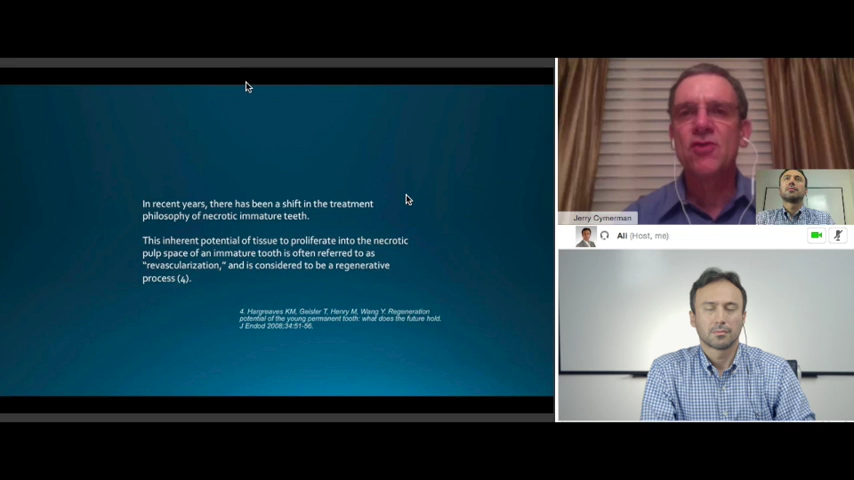 In recent years, there has been a shift in the treatment
philosophy of necrotic immature teeth.
This inherent potential of tissue to proliferate into the necrotic
pulp space of an immature tooth is often referred to as
“revascularization,” and is considered to be a regenerative
process (4).
4. Hargreaves KM, Geisler T, Henry M, Wang Y. Regeneration
potential of the young permanent tooth: what does the future hold.
J Endod 2008;34:51-56.
Jerry Cymerman
Ali (Host, me)